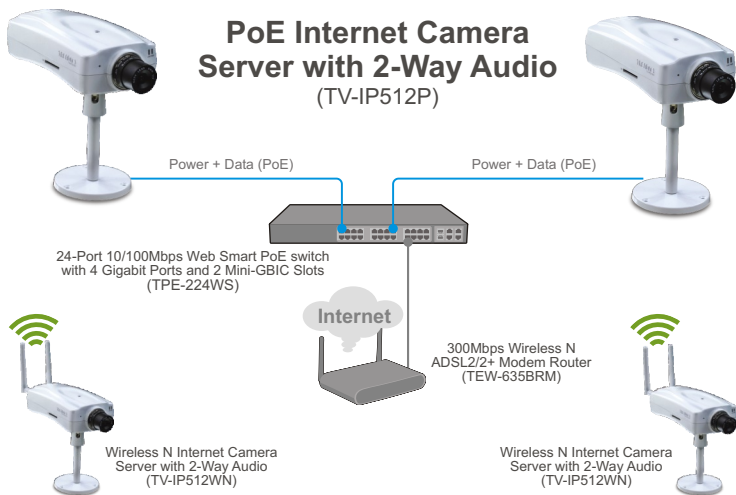 PoE Internet Camera
Server with 2-Way Audio
(TV-IP512P)
Power + Data (PoE)
Power + Data (PoE)
24-Port 10/100Mbps Web Smart PoE switch
with 4 Gigabit Ports and 2 Mini-GBIC Slots
(TPE-224WS)
Internet
300Mbps Wireless N
ADSL2/2+ Modem Router
(TEW-635BRM)
Wireless N Internet Camera
Server with 2-Way Audio
(TV-IP512WN)
Wireless N Internet Camera
Server with 2-Way Audio
(TV-IP512WN)